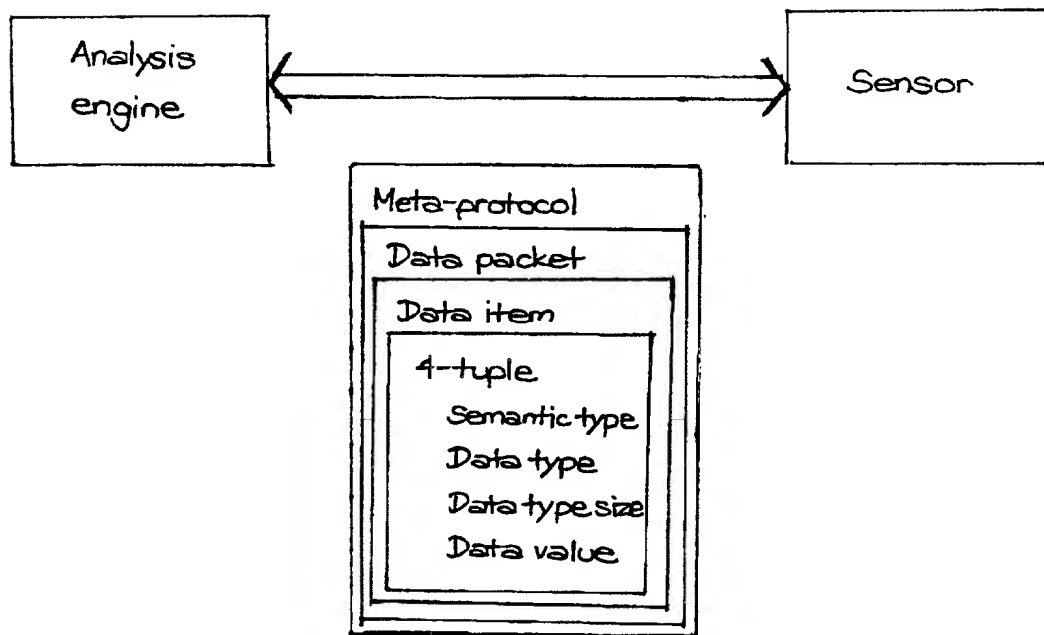 Analysis
engine
Sensor
Meta-protocol
Data packet
Data item
4-tuple
Semantic type
Data type
Data type size
Data value